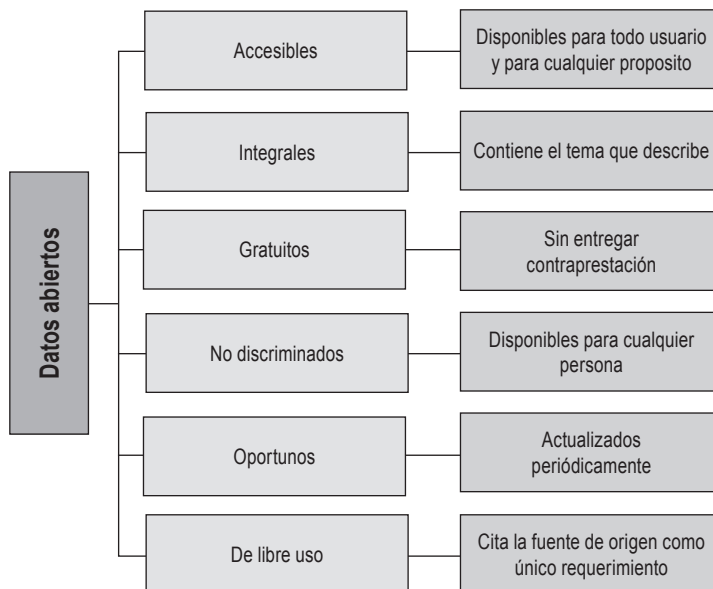 Datos abiertos
Accesibles
Disponibles para todo usuario
y para cualquier proposito
Integrales
Contiene el tema que describe
Gratuitos
Sin entregar
contraprestación
No discriminados
Disponibles para cualquier
persona
Oportunos
Actualizados
periódicamente
De libre uso
Cita la fuente de origen como
único requerimiento